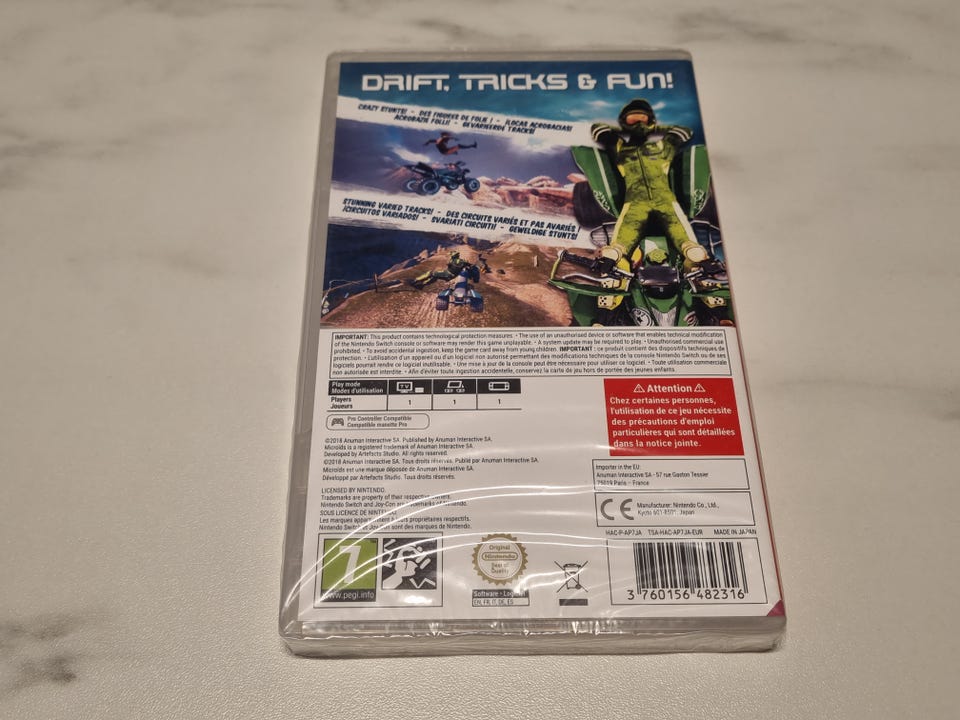 DRIFT, TRICKS & FUN!
CRAZY STUNTS! - DES FIGURES DE FOLIE ! - ¡LOCAS ACROBACIAS!
ACROBAZIE FOLLI! - GEVARIEERDE TRACKS!
STUNNING VARIED TRACKS! - DES CIRCUITS VARIÉS ET PAS AVARIÉS !
¡CIRCUITOS VARIADOS! - SVARIATI CIRCUITI! - GEWELDIGE STUNTS!
IMPORTANT: This product contains technological protection measures. • The use of an unauthorised device or software that enables technical modification
of the Nintendo Switch console or software may render this game unplayable. • A system update may be required to play. • Unauthorised commercial use
prohibited. • To avoid accidental ingestion, keep the game card away from young children. IMPORTANT : ce produit contient des dispositifs techniques de
protection. • L'utilisation d'un appareil ou d'un logiciel non autorisé permettant des modifications techniques de la console Nintendo Switch ou de ses
logiciels pourrait rendre ce logiciel inutilisable. • Une mise à jour de la console peut être nécessaire pour utiliser ce logiciel. • Toute utilisation commerciale
non autorisée est interdite. • Afin d'éviter toute ingestion accidentelle, conservez la carte de jeu hors de portée des jeunes enfants.
Play mode
Modes d'utilisation
TV
Players
Joueurs
1 1 1
Pro Controller Compatible
Compatible manette Pro
⚠ Attention ⚠
Chez certaines personnes,
l'utilisation de ce jeu nécessite
des précautions d'emploi
particulières qui sont détaillées
dans la notice jointe.
©2018 Anuman Interactive SA. Published by Anuman Interactive SA.
Microïds is a registered trademark of Anuman Interactive SA.
Developed by Artefacts Studio. All rights reserved.
©2018 Anuman Interactive SA. Tous droits réservés. Publié par Anuman Interactive SA.
Microïds est une marque déposée de Anuman Interactive SA.
Développé par Artefacts Studio. Tous droits réservés.
Importer in the EU:
Anuman Interactive SA - 57 rue Gaston Tessier
75019 Paris - France
LICENSED BY NINTENDO.
Trademarks are property of their respective owners.
Nintendo Switch and Joy-Con are trademarks of Nintendo.
SOUS LICENCE DE NINTENDO.
Les marques appartiennent à leurs propriétaires respectifs.
Nintendo Switch et Joy-Con sont des marques de Nintendo.
CE
Manufacturer: Nintendo Co., Ltd.,
Kyoto 601-8501, Japan
HAC-P-AP7JA TSA-HAC-AP7JA-EUR MADE IN JAPAN
7
www.pegi.info
Original
Nintendo
Seal of
Quality
Software - Logiciel
EN, FR, IT, DE, ES
3 760156 482316